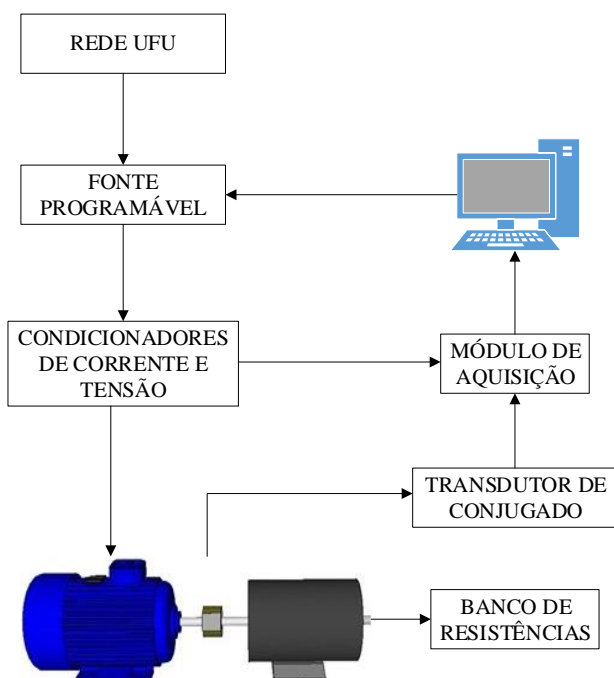 REDE UFU
FONTE
PROGRAMÁVEL
CONDICIONADORES
DE CORRENTE E
TENSÃO
MÓDULO DE
AQUISIÇÃO
TRANSDUTOR DE
CONJUGADO
BANCO DE
RESISTÊNCIAS